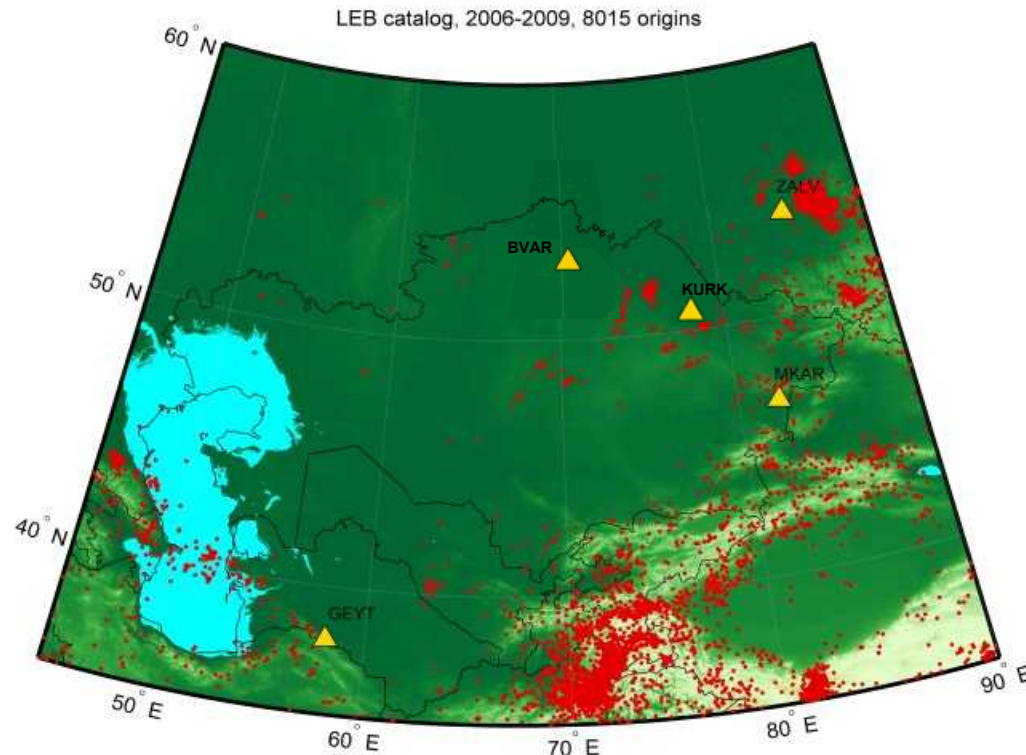 LEB catalog, 2006-2009, 8015 origins
60° N
ZALV
BVAR
50° N
KURK
MKAR
40° N
GEYT
50° E
60° E
70° E
80° E
90° E